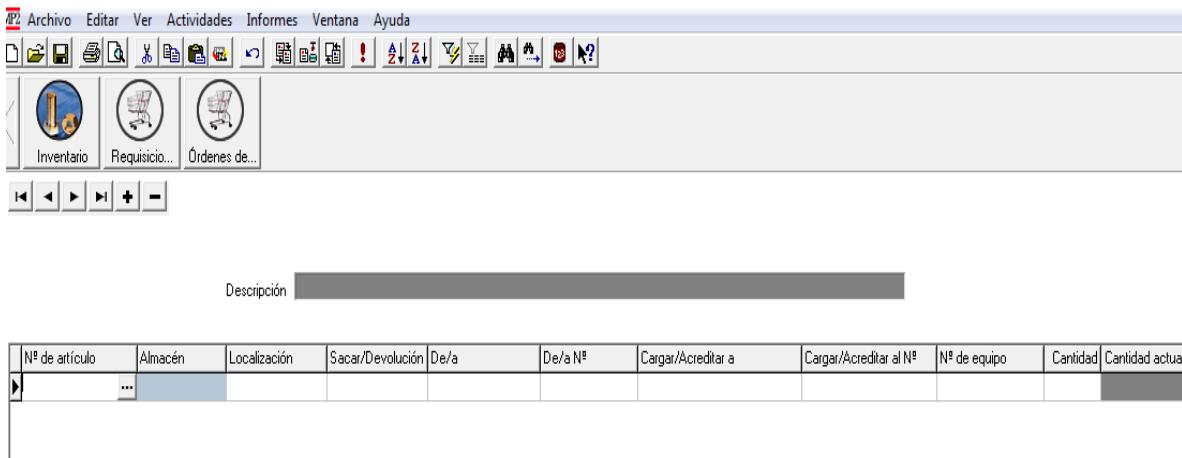 MP2 Archivo Editar Ver Actividades Informes Ventana Ayuda
Inventario Requisicio... Órdenes de...
Descripción
Nº de artículo Almacén Localización Sacar/Devolución De/a De/a Nº Cargar/Acreditar a Cargar/Acreditar al Nº Nº de equipo Cantidad Cantidad actua